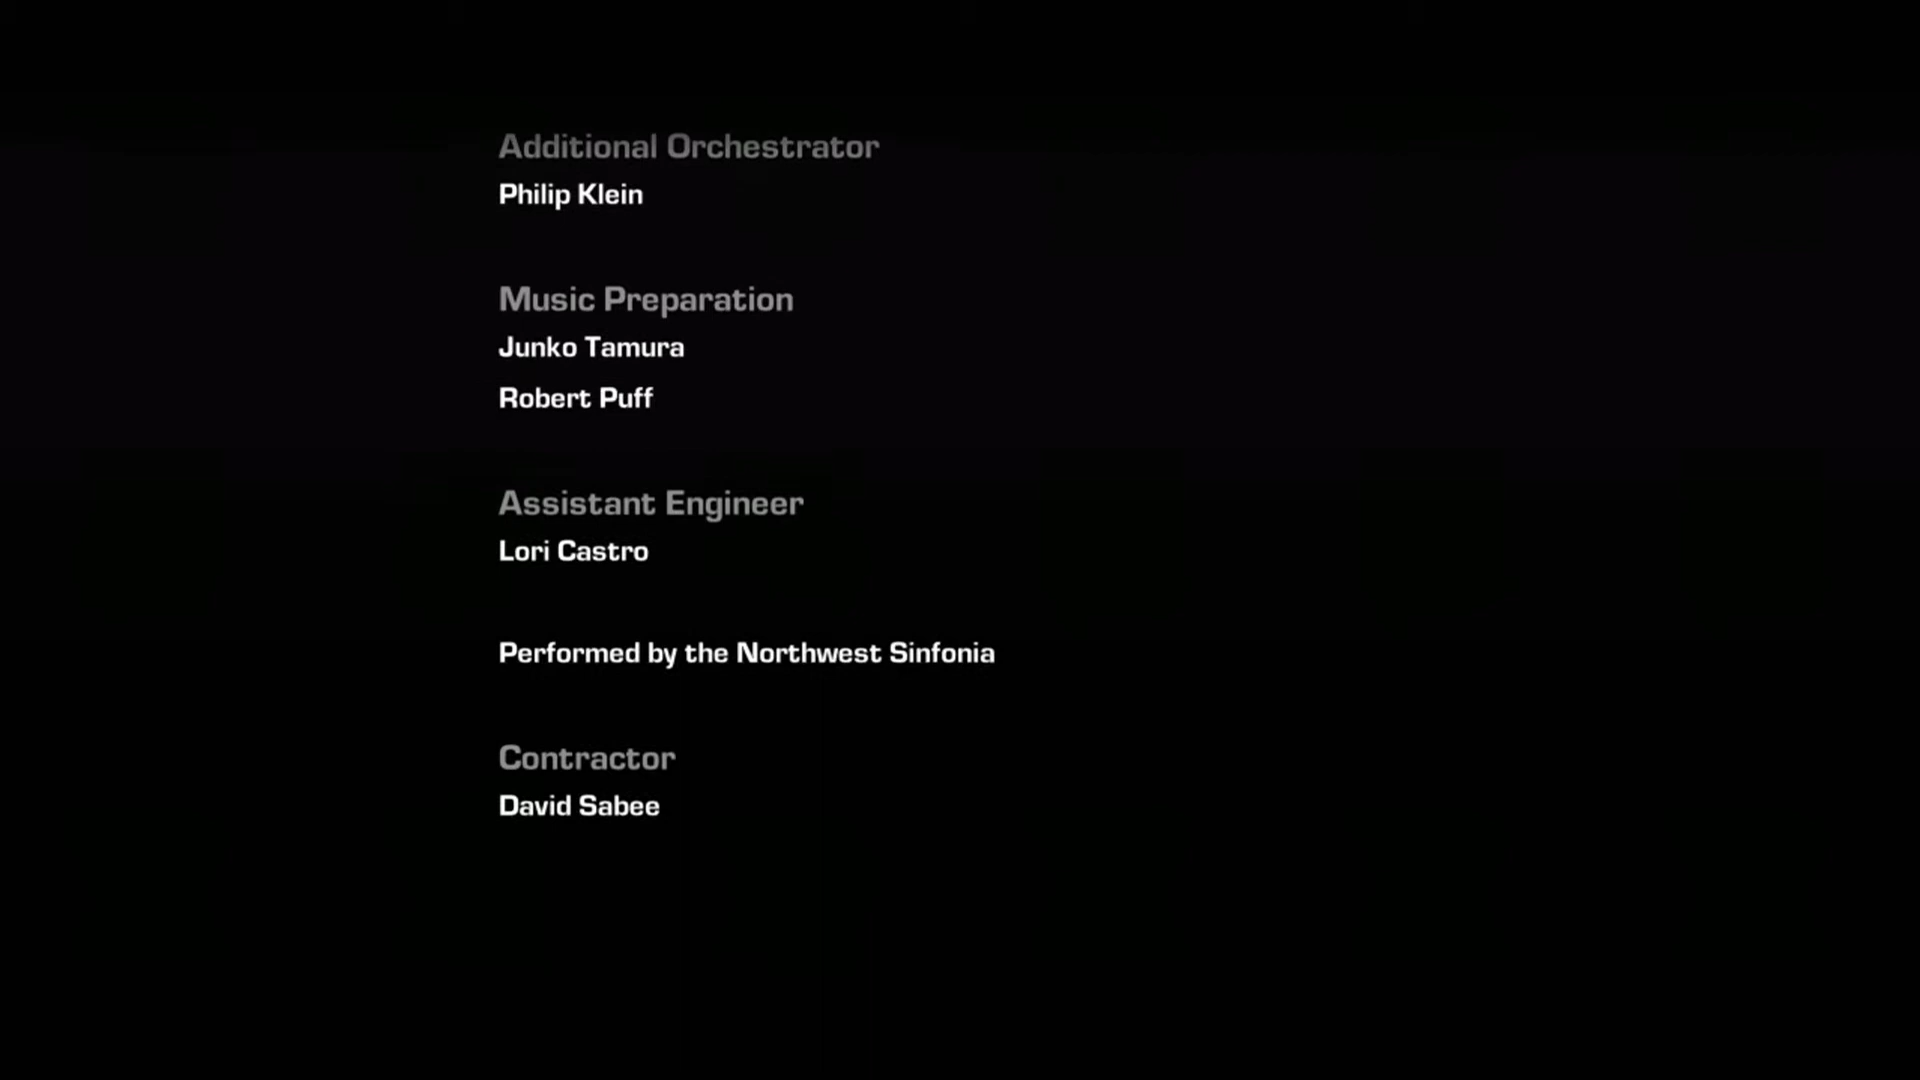 Additional Orchestrator
Philip Klein
Music Preparation
Junko Tamura
Robert Puff
Assistant Engineer
Lori Castro
Performed by the Northwest Sinfonia
Contractor
David Sabee